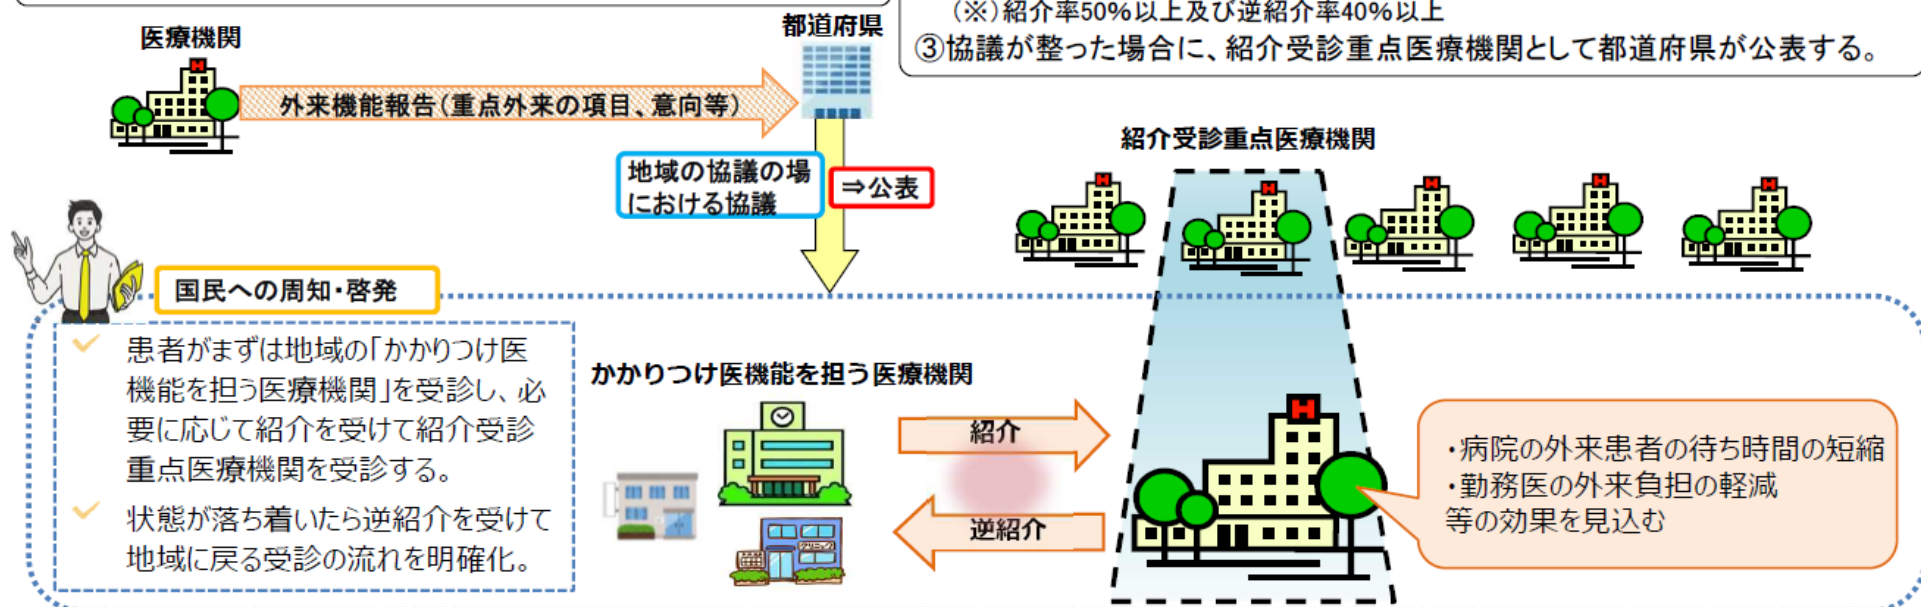 (※)紹介率50%以上及び逆紹介率40%以上
③協議が整った場合に、紹介受診重点医療機関として都道府県が公表する。
医療機関
都道府県
外来機能報告(重点外来の項目、意向等)
地域の協議の場
における協議
⇒公表
紹介受診重点医療機関
H
H
H
H
H
H
国民への周知・啓発
患者がまずは地域の「かかりつけ医
機能を担う医療機関」を受診し、必
要に応じて紹介を受けて紹介受診
重点医療機関を受診する。
状態が落ち着いたら逆紹介を受けて
地域に戻る受診の流れを明確化。
かかりつけ医機能を担う医療機関
クリニック
紹介
逆紹介
H
・病院の外来患者の待ち時間の短縮
・勤務医の外来負担の軽減
等の効果を見込む